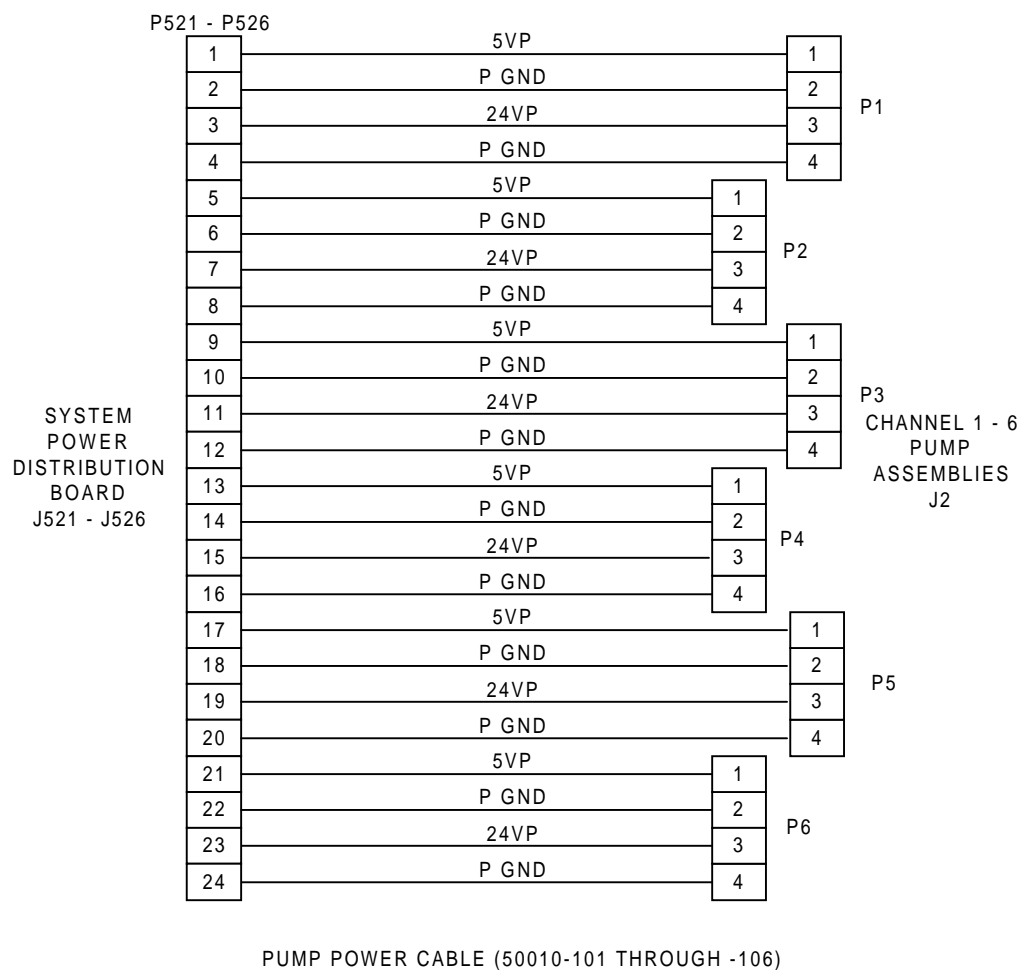 P521 - P526
1 5VP 1
2 P GND 2
P1
3 24VP 3
4 P GND 4
5 5VP 1
6 P GND 2
P2
7 24VP 3
8 P GND 4
9 5VP 1
10 P GND 2
P3
11 24VP 3
12 P GND 4
13 5VP 1
14 P GND 2
P4
15 24VP 3
16 P GND 4
17 5VP 1
18 P GND 2
P5
19 24VP 3
20 P GND 4
21 5VP 1
22 P GND 2
P6
23 24VP 3
24 P GND 4
SYSTEM
POWER
DISTRIBUTION
BOARD
J521 - J526
CHANNEL 1 - 6
PUMP
ASSEMBLIES
J2
PUMP POWER CABLE (50010-101 THROUGH -106)